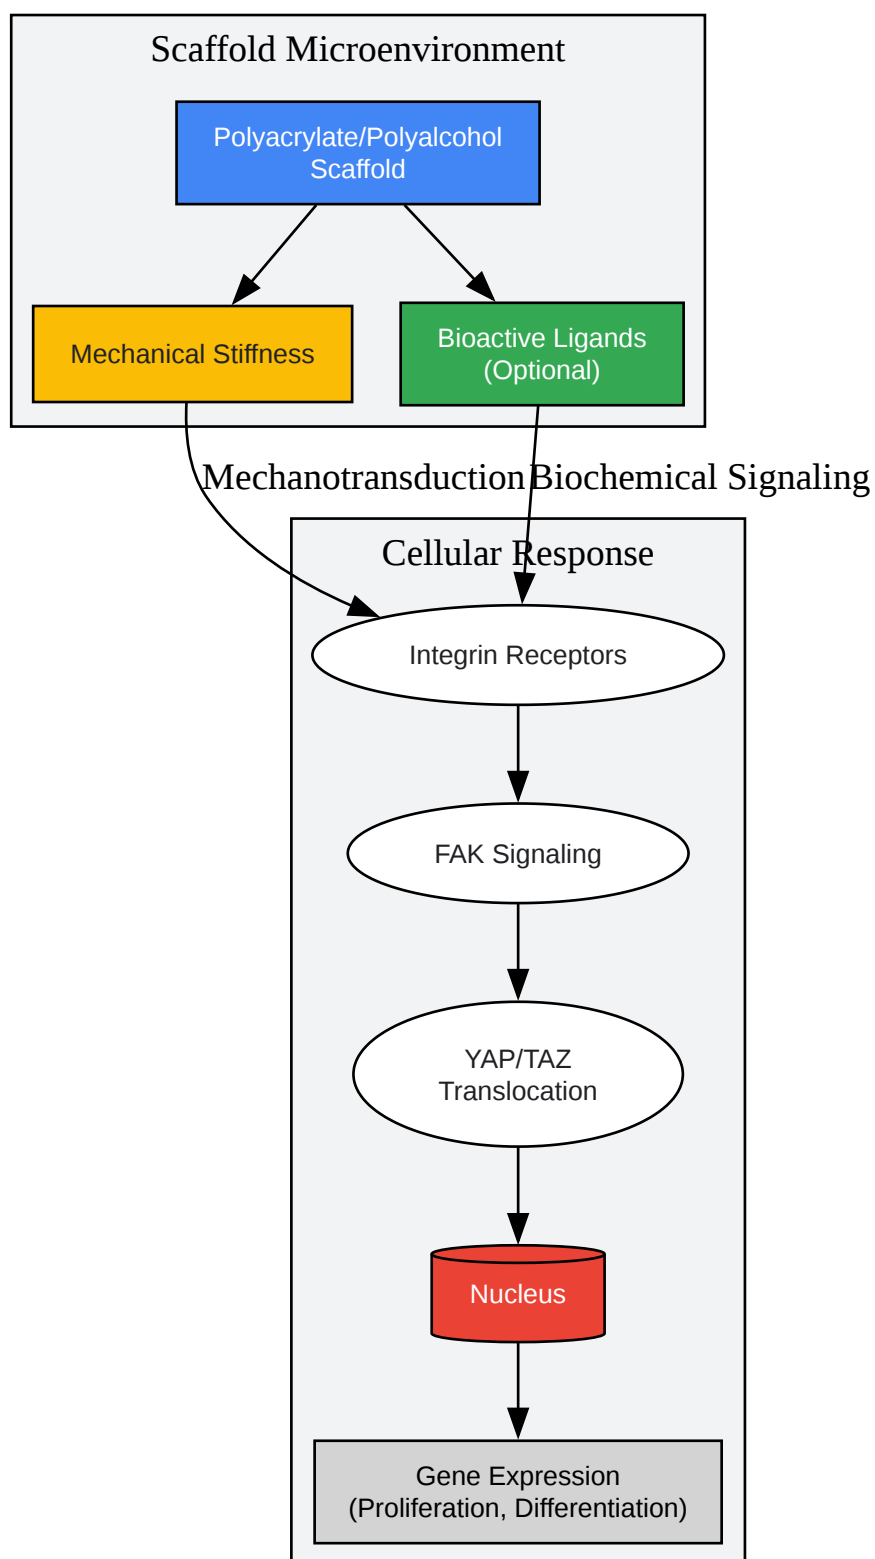 Scaffold Microenvironment
Polyacrylate/Polyalcohol
Scaffold
Mechanical Stiffness
Bioactive Ligands
(Optional)
Mechanotransduction
Biochemical Signaling
Cellular Response
Integrin Receptors
FAK Signaling
YAP/TAZ
Translocation
Nucleus
Gene Expression
(Proliferation, Differentiation)